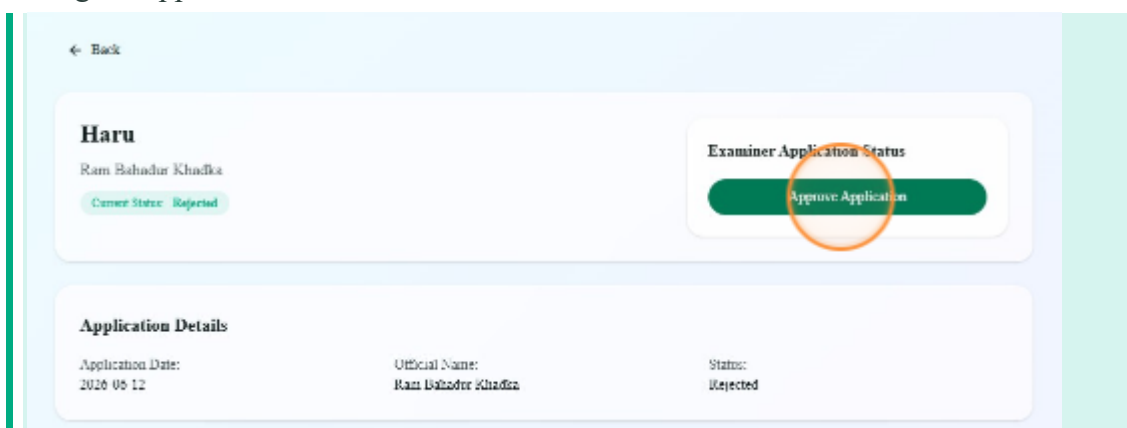 ← Back
Haru
Ram Bahadur Khadka
Current Status: Rejected
Examiner Application Status
Approve Application
Application Details
Application Date:
2026-06-12
Official Name:
Ram Bahadur Khadka
Status:
Rejected